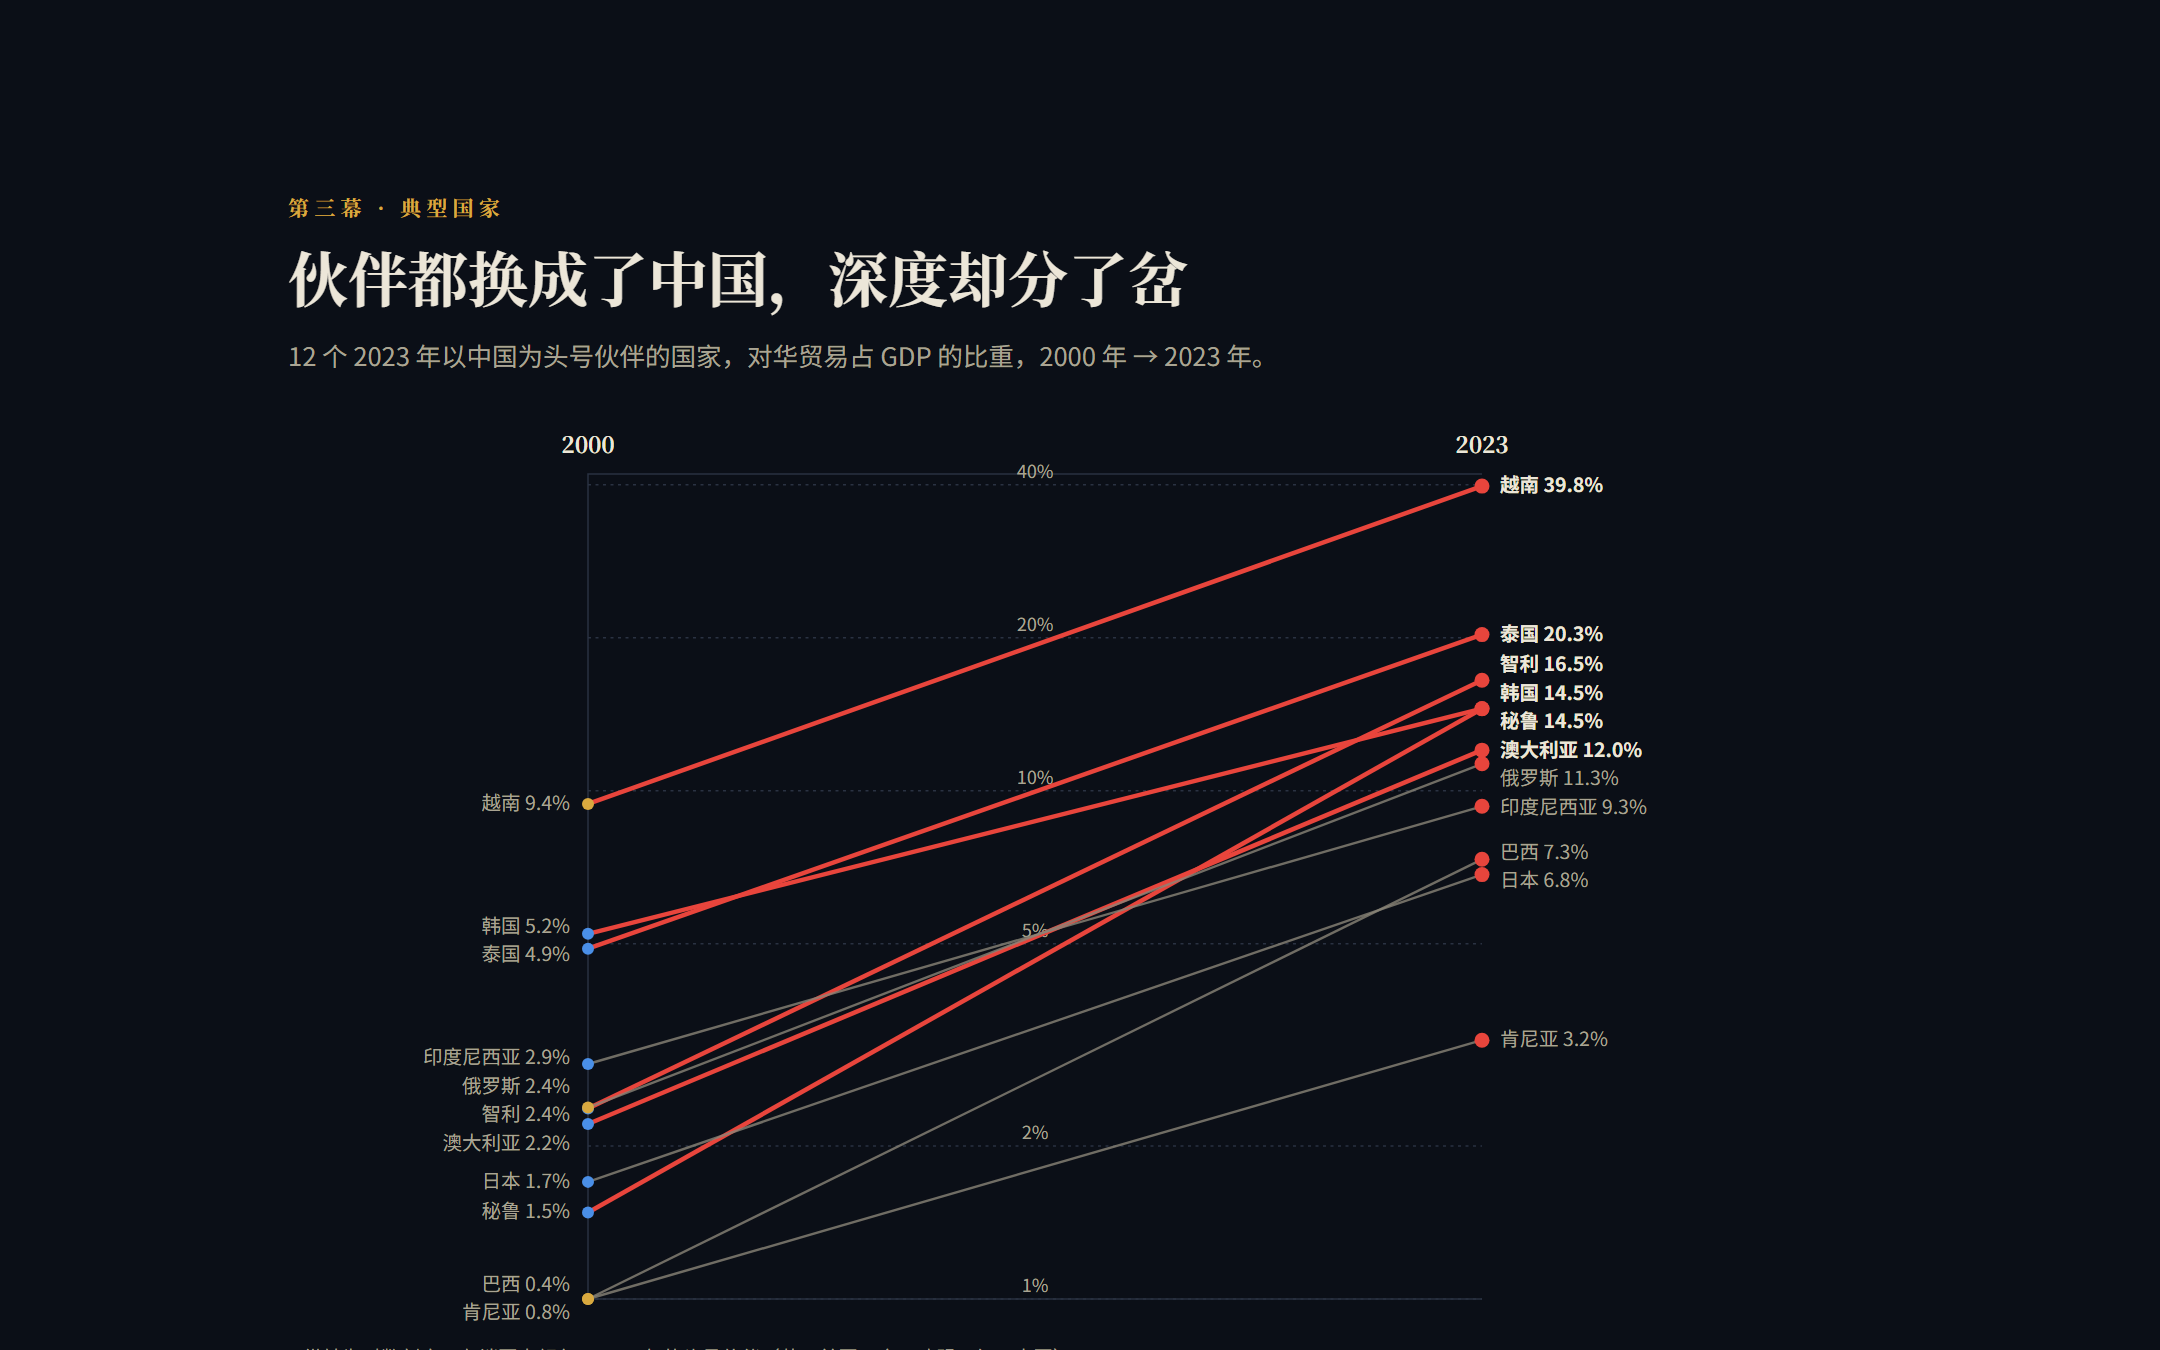 第三幕 · 典型国家
伙伴都换成了中国，深度却分了岔
12 个 2023 年以中国为头号伙伴的国家，对华贸易占 GDP 的比重，2000 年 → 2023 年。
2000
2023
40%
越南 39.8%
20%
泰国 20.3%
智利 16.5%
韩国 14.5%
秘鲁 14.5%
澳大利亚 12.0%
10%
俄罗斯 11.3%
越南 9.4%
印度尼西亚 9.3%
巴西 7.3%
日本 6.8%
韩国 5.2%
5%
泰国 4.9%
肯尼亚 3.2%
印度尼西亚 2.9%
俄罗斯 2.4%
智利 2.4%
2%
澳大利亚 2.2%
日本 1.7%
秘鲁 1.5%
巴西 0.4%
1%
肯尼亚 0.8%